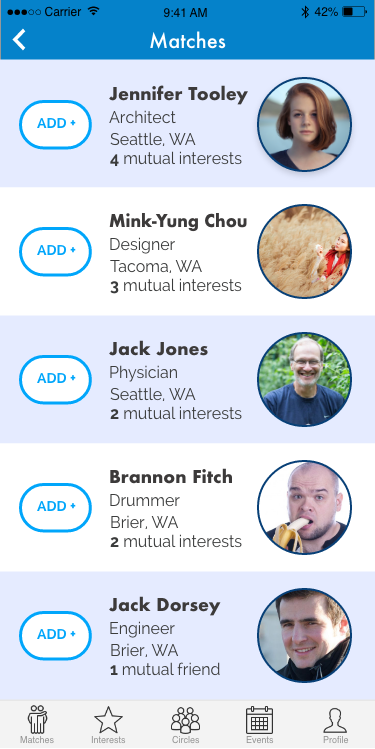 Carrier 9:41 AM 42%
Matches
Jennifer Tooley
Architect
Seattle, WA
4 mutual interests
ADD +
Mink-Yung Chou
Designer
Tacoma, WA
3 mutual interests
ADD +
Jack Jones
Physician
Seattle, WA
2 mutual interests
ADD +
Brannon Fitch
Drummer
Brier, WA
2 mutual interests
ADD +
Jack Dorsey
Engineer
Brier, WA
1 mutual friend
ADD +
Matches Interests Circles Events Profile